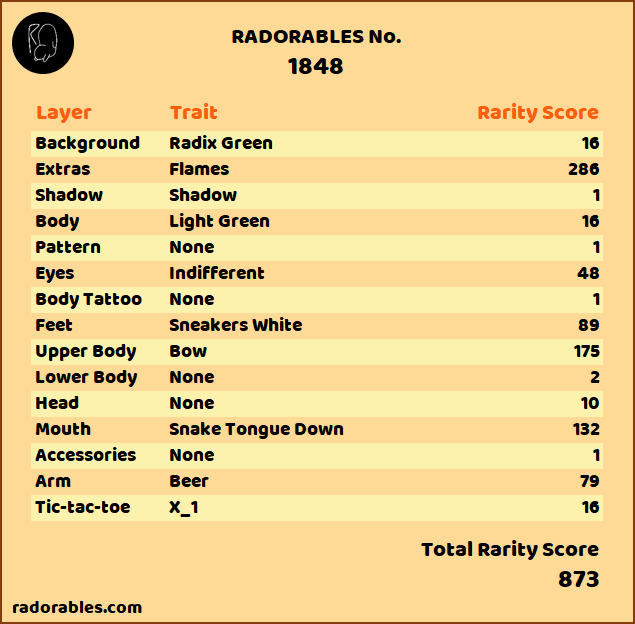 RADORABLES No.
1848
Layer Trait Rarity Score
Background Radix Green 16
Extras Flames 286
Shadow Shadow 1
Body Light Green 16
Pattern None 1
Eyes Indifferent 48
Body Tattoo None 1
Feet Sneakers White 89
Upper Body Bow 175
Lower Body None 2
Head None 10
Mouth Snake Tongue Down 132
Accessories None 1
Arm Beer 79
Tic-tac-toe X_1 16
Total Rarity Score
873
radorables.com